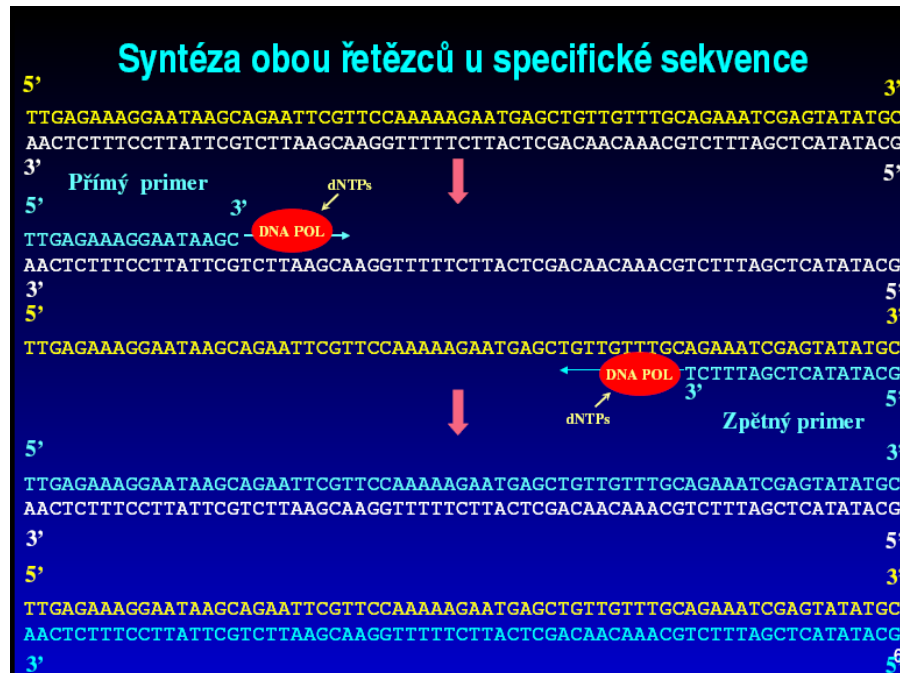 Syntéza obou řetězců u specifické sekvence
5’ 3’
TTGAGAAAGGAATAAGCAGAATTCGTTCCAAAAAGAATGAGCTGTTGTTTGCAGAAATCGAGTATATGC
AACTCTTTCCTTATTCGTCTTAAGCAAGGTTTTTCTTACTCGACAACAAACGTCTTTAGCTCATATACG
3’ 5’
Přímý primer dNTPs
5’ 3’
TTGAGAAAGGAATAAGC DNA POL
AACTCTTTCCTTATTCGTCTTAAGCAAGGTTTTTCTTACTCGACAACAAACGTCTTTAGCTCATATACG
3’ 5’
5’ 3’
TTGAGAAAGGAATAAGCAGAATTCGTTCCAAAAAGAATGAGCTGTTGTTTGCAGAAATCGAGTATATGC
DNA POL TCTTTAGCTCATATACG
3’ 5’
dNTPs Zpětný primer
5’ 3’
TTGAGAAAGGAATAAGCAGAATTCGTTCCAAAAAGAATGAGCTGTTGTTTGCAGAAATCGAGTATATGC
AACTCTTTCCTTATTCGTCTTAAGCAAGGTTTTTCTTACTCGACAACAAACGTCTTTAGCTCATATACG
3’ 5’
5’ 3’
TTGAGAAAGGAATAAGCAGAATTCGTTCCAAAAAGAATGAGCTGTTGTTTGCAGAAATCGAGTATATGC
AACTCTTTCCTTATTCGTCTTAAGCAAGGTTTTTCTTACTCGACAACAAACGTCTTTAGCTCATATACG
6
3’ 5’